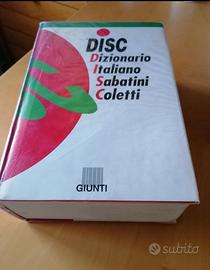 DISC
Dizionario
Italiano
Sabatini
Coletti
GIUNTI
subito